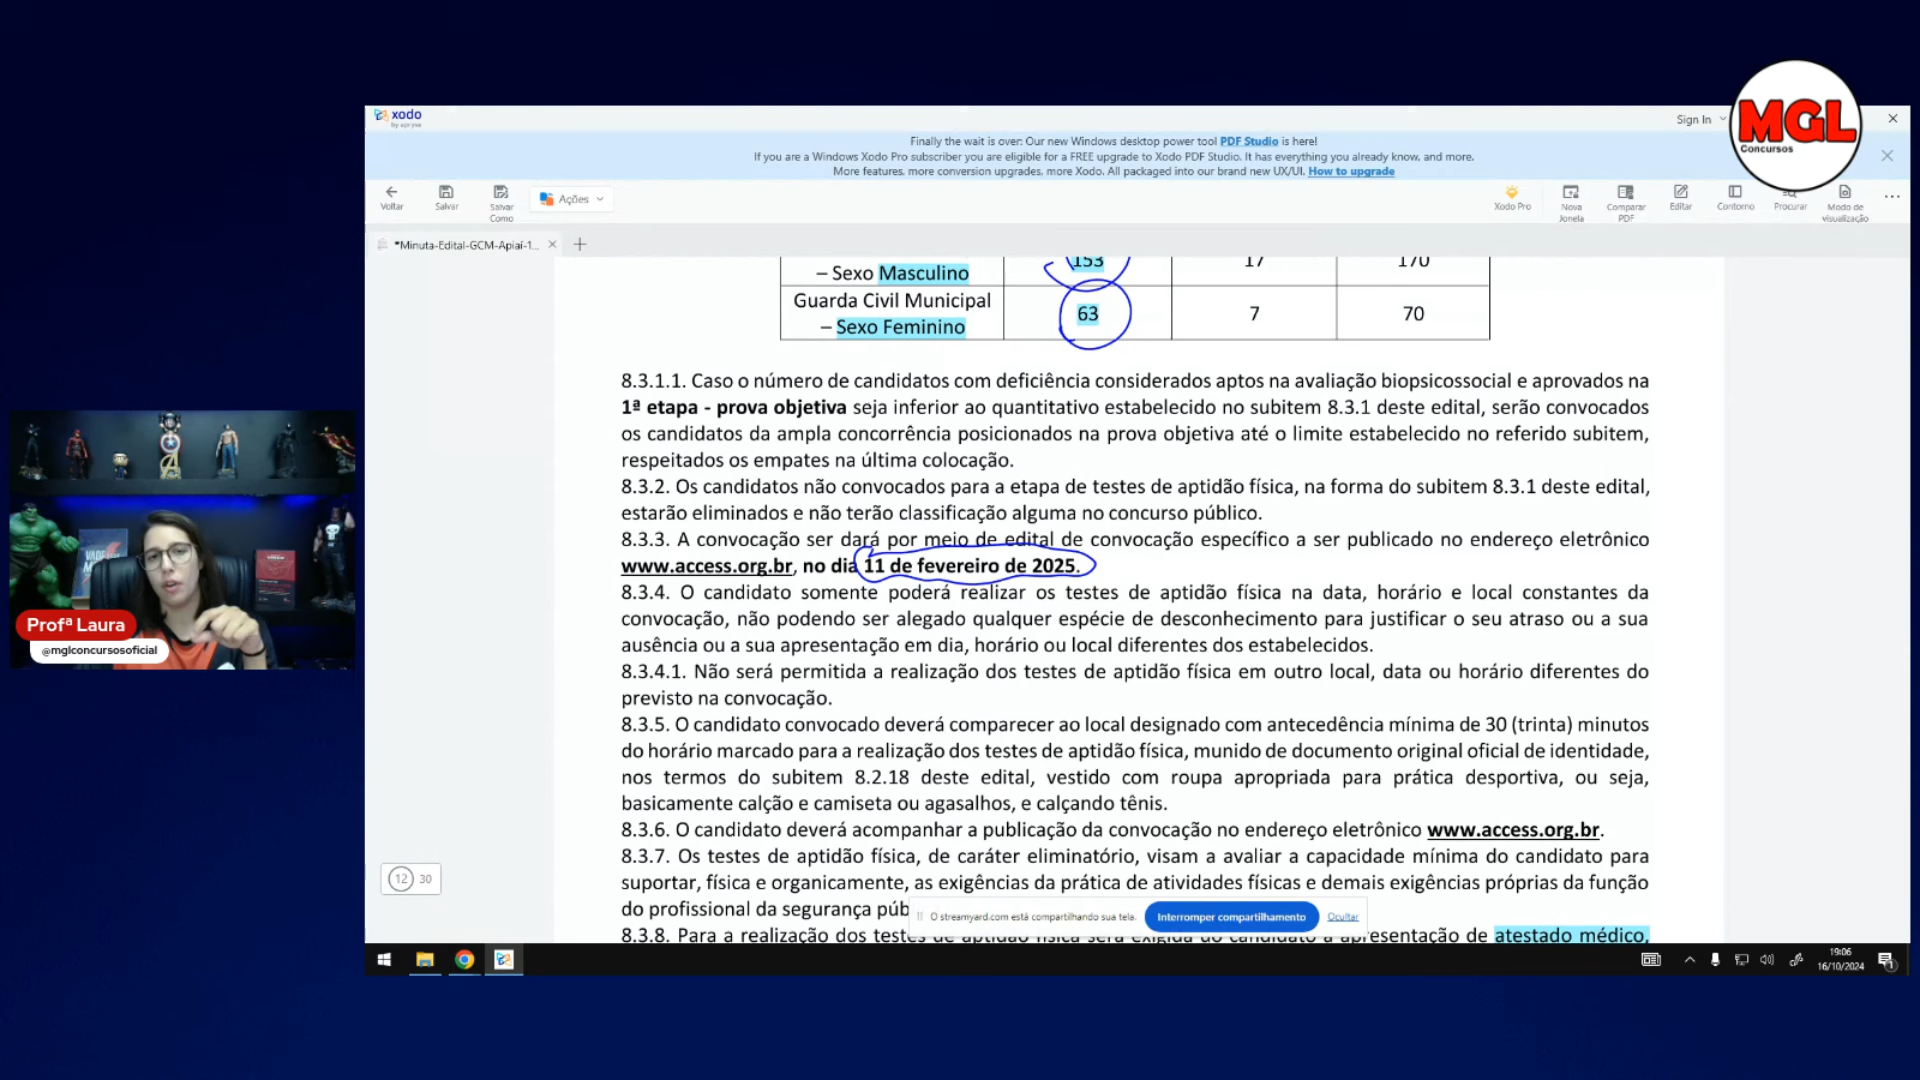 MGL
Concursos
xodo
by apryse
Sign In
Finally the wait is over: Our new Windows desktop power tool PDF Studio is here!
If you are a Windows Xodo Pro subscriber you are eligible for a FREE upgrade to Xodo PDF Studio. It has everything you already know, and more.
More features, more conversion upgrades, more Xodo. All packaged into our brand new UX/UI. How to upgrade
Voltar
Salvar
Salvar Como
Ações
Xodo Pro
Nova Janela
Comparar PDF
Editar
Contorno
Procurar
Modo de visualização
*Minuta-Edital-GCM-Apiaí-1...
– Sexo Masculino 153 17 170
Guarda Civil Municipal
– Sexo Feminino 63 7 70
8.3.1.1. Caso o número de candidatos com deficiência considerados aptos na avaliação biopsicossocial e aprovados na
1ª etapa - prova objetiva seja inferior ao quantitativo estabelecido no subitem 8.3.1 deste edital, serão convocados
os candidatos da ampla concorrência posicionados na prova objetiva até o limite estabelecido no referido subitem,
respeitados os empates na última colocação.
8.3.2. Os candidatos não convocados para a etapa de testes de aptidão física, na forma do subitem 8.3.1 deste edital,
estarão eliminados e não terão classificação alguma no concurso público.
8.3.3. A convocação ser dará por meio de edital de convocação específico a ser publicado no endereço eletrônico
www.access.org.br, no dia 11 de fevereiro de 2025.
8.3.4. O candidato somente poderá realizar os testes de aptidão física na data, horário e local constantes da
convocação, não podendo ser alegado qualquer espécie de desconhecimento para justificar o seu atraso ou a sua
ausência ou a sua apresentação em dia, horário ou local diferentes dos estabelecidos.
8.3.4.1. Não será permitida a realização dos testes de aptidão física em outro local, data ou horário diferentes do
previsto na convocação.
8.3.5. O candidato convocado deverá comparecer ao local designado com antecedência mínima de 30 (trinta) minutos
do horário marcado para a realização dos testes de aptidão física, munido de documento original oficial de identidade,
nos termos do subitem 8.2.18 deste edital, vestido com roupa apropriada para prática desportiva, ou seja,
basicamente calção e camiseta ou agasalhos, e calçando tênis.
8.3.6. O candidato deverá acompanhar a publicação da convocação no endereço eletrônico www.access.org.br.
8.3.7. Os testes de aptidão física, de caráter eliminatório, visam a avaliar a capacidade mínima do candidato para
suportar, física e organicamente, as exigências da prática de atividades físicas e demais exigências próprias da função
do profissional da segurança púb
8.3.8. Para a realização dos testes de aptidão física será exigida do candidato a apresentação de atestado médico,
12 30
O streamyard.com está compartilhando sua tela.
Interromper compartilhamento
Ocultar
Profª Laura
@mglconcursosoficial
19:06
16/10/2024
1